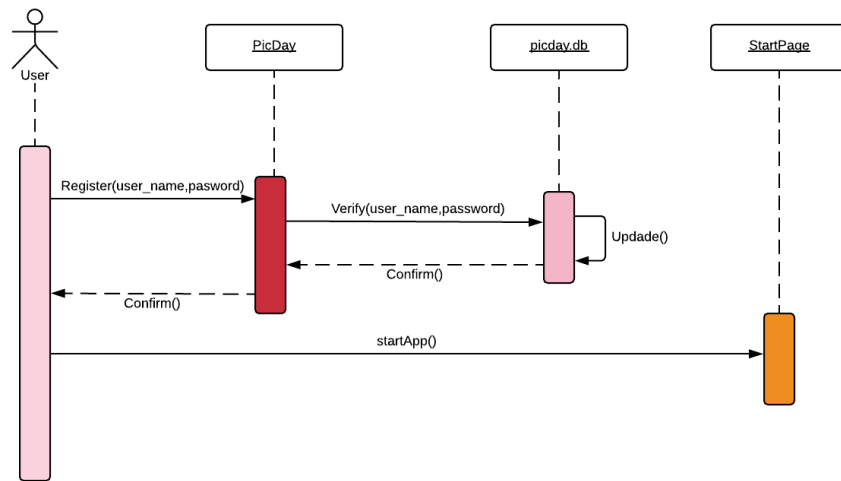 PicDay
picday.db
StartPage
User
Register(user_name,pasword)
Verify(user_name,password)
Updade()
Confirm()
Confirm()
startApp()